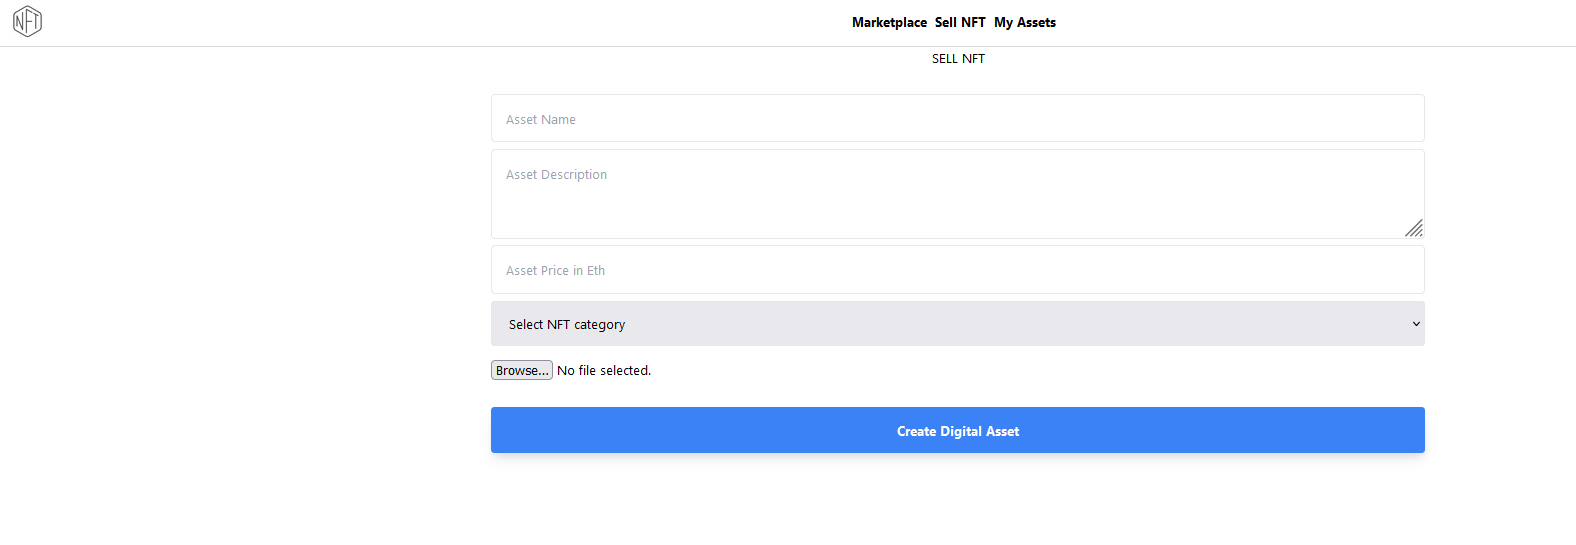 NFT
Marketplace Sell NFT My Assets
SELL NFT
Asset Name
Asset Description
Asset Price in Eth
Select NFT category
Browse... No file selected.
Create Digital Asset